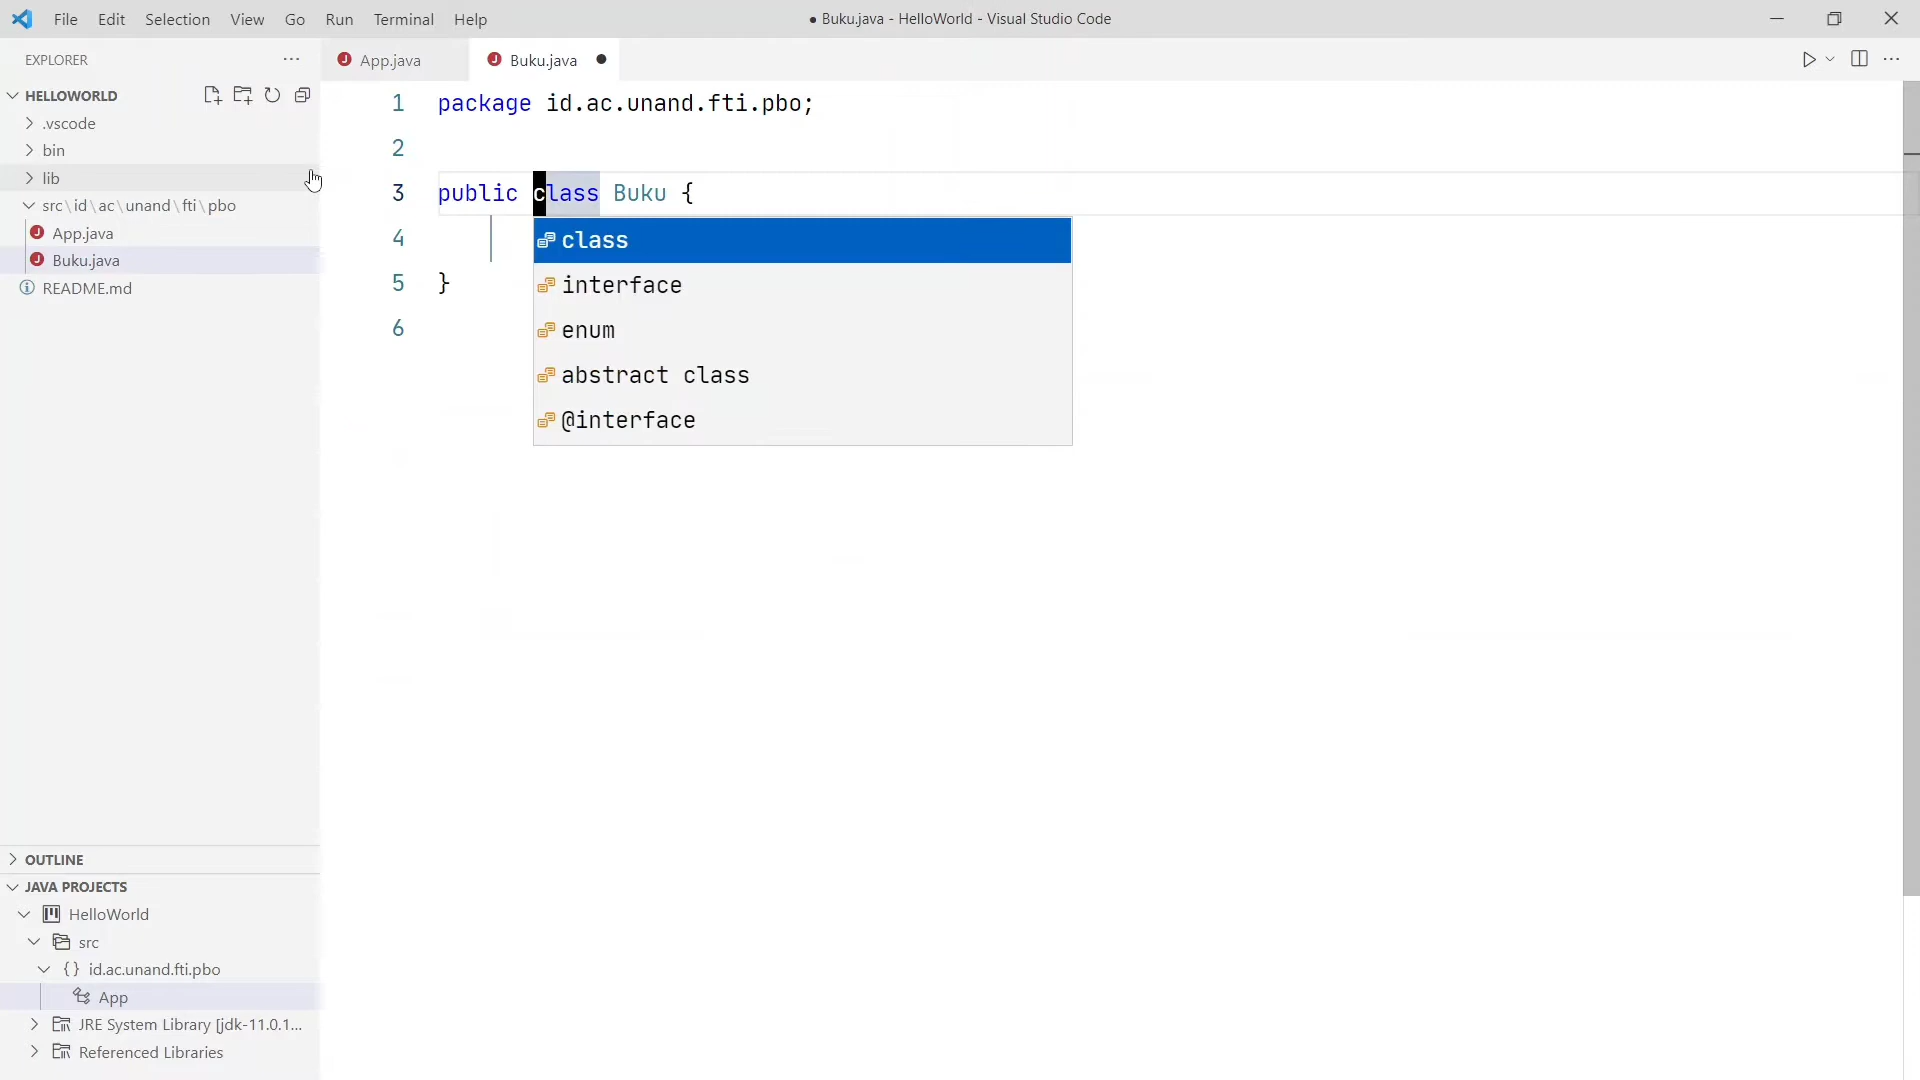 File Edit Selection View Go Run Terminal Help
● Buku.java - HelloWorld - Visual Studio Code
EXPLORER
HELLOWORLD
.vscode
bin
lib
src\id\ac\unand\fti\pbo
App.java
Buku.java
README.md
OUTLINE
JAVA PROJECTS
HelloWorld
src
{} id.ac.unand.fti.pbo
App
JRE System Library [jdk-11.0.1...
Referenced Libraries
App.java Buku.java ●
1 package id.ac.unand.fti.pbo;
2
3 public class Buku {
4
5 }
6
class
interface
enum
abstract class
@interface